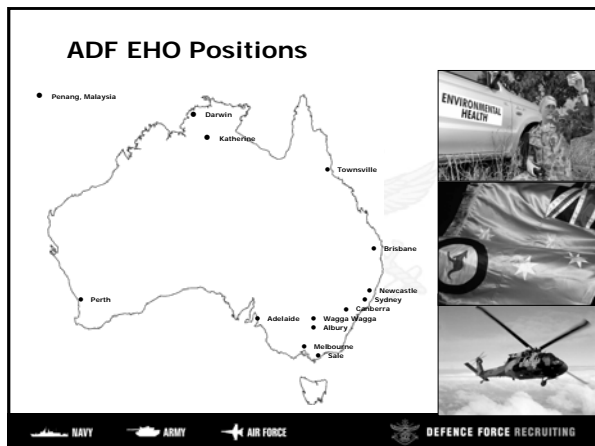 ADF EHO Positions
Penang, Malaysia
Darwin
Katherine
Townsville
Brisbane
Newcastle
Sydney
Canberra
Perth
Adelaide
Wagga Wagga
Albury
Melbourne
Sale
ENVIRONMENTAL
HEALTH
NAVY
ARMY
AIR FORCE
DEFENCE FORCE RECRUITING